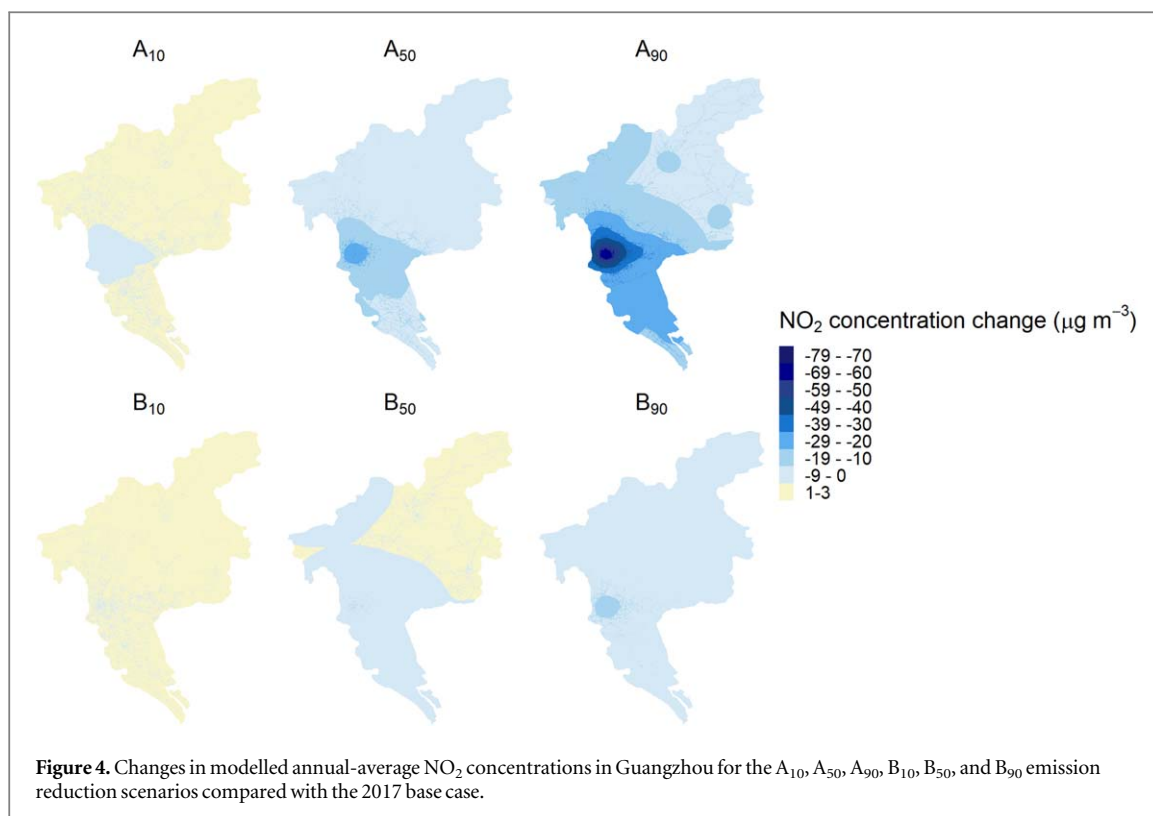 A₁₀
A₅₀
A₉₀
NO₂ concentration change (μg m⁻³)
-79 - -70
-69 - -60
-59 - -50
-49 - -40
-39 - -30
-29 - -20
-19 - -10
-9 - 0
1-3
B₁₀
B₅₀
B₉₀
Figure 4. Changes in modelled annual-average NO₂ concentrations in Guangzhou for the A₁₀, A₅₀, A₉₀, B₁₀, B₅₀, and B₉₀ emission
reduction scenarios compared with the 2017 base case.